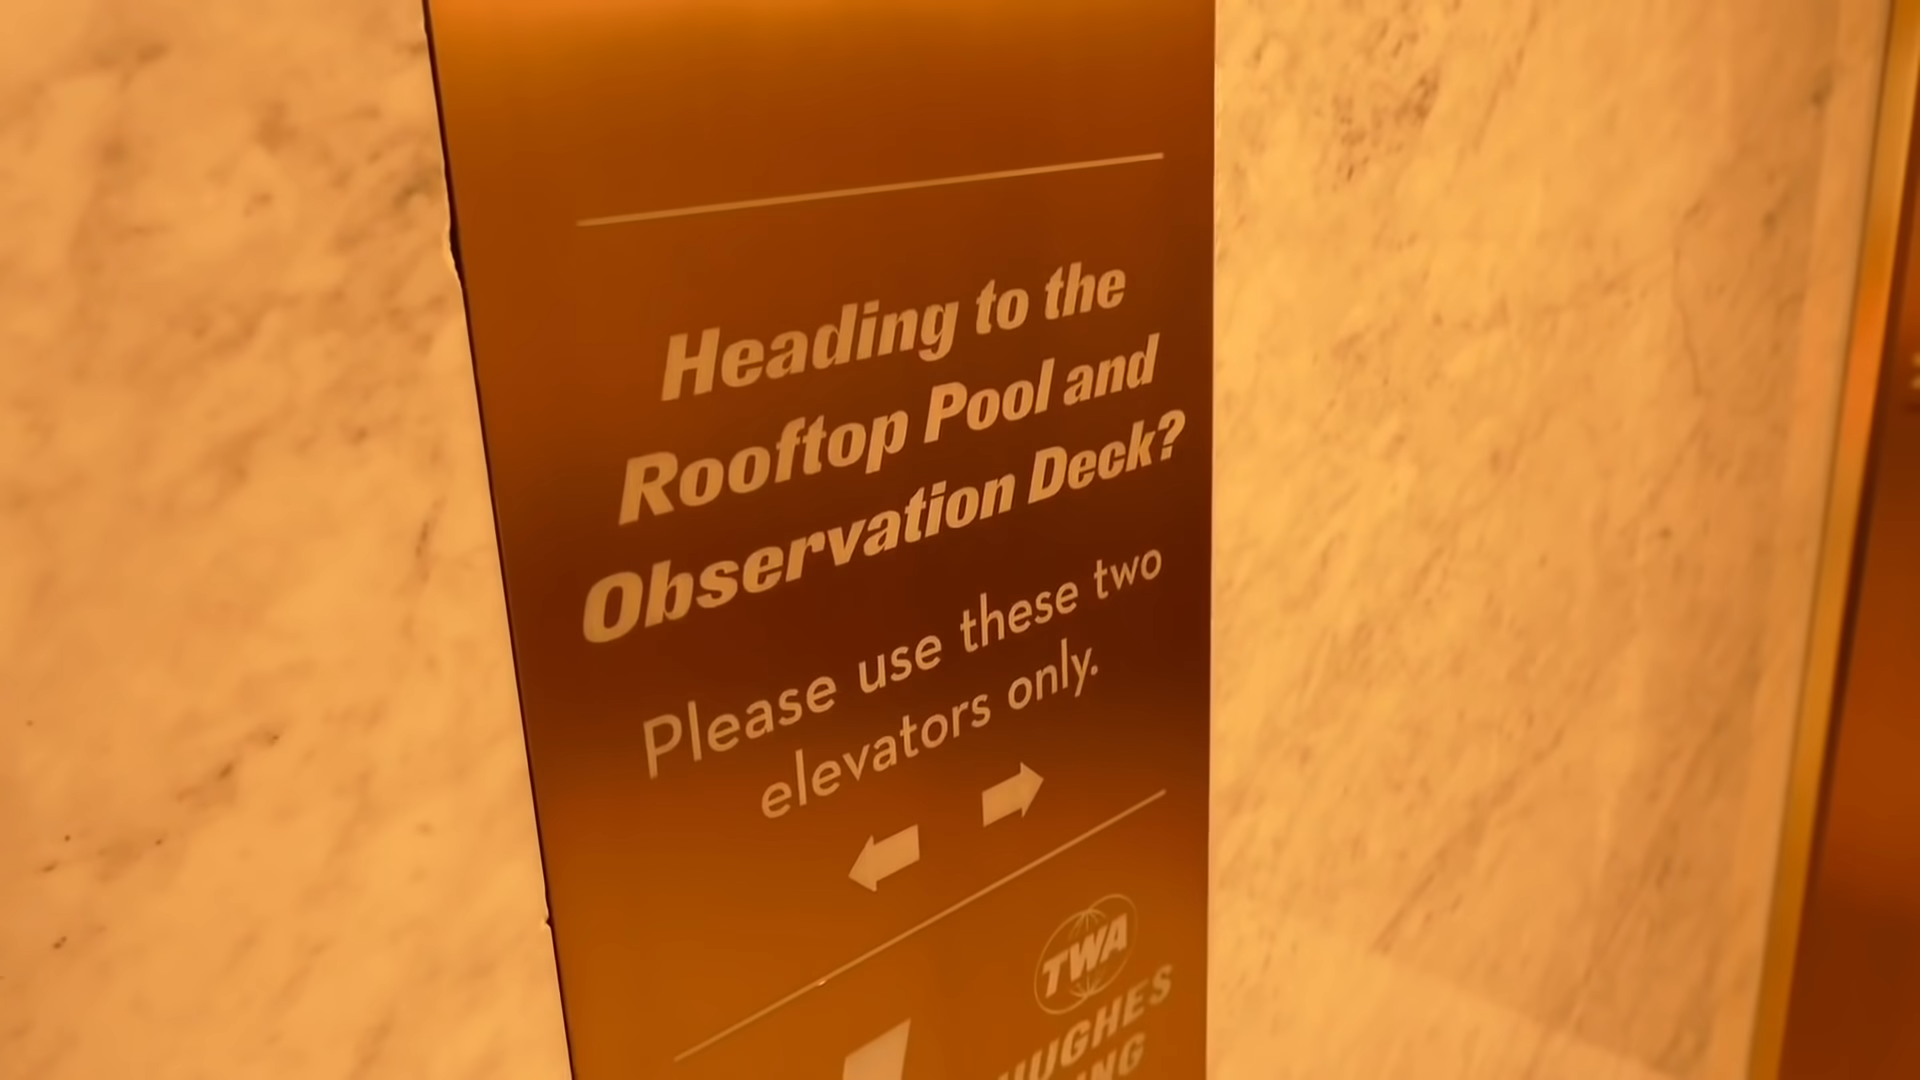 Heading to the
Rooftop Pool and
Observation Deck?
Please use these two
elevators only.
TWA
HUGHES